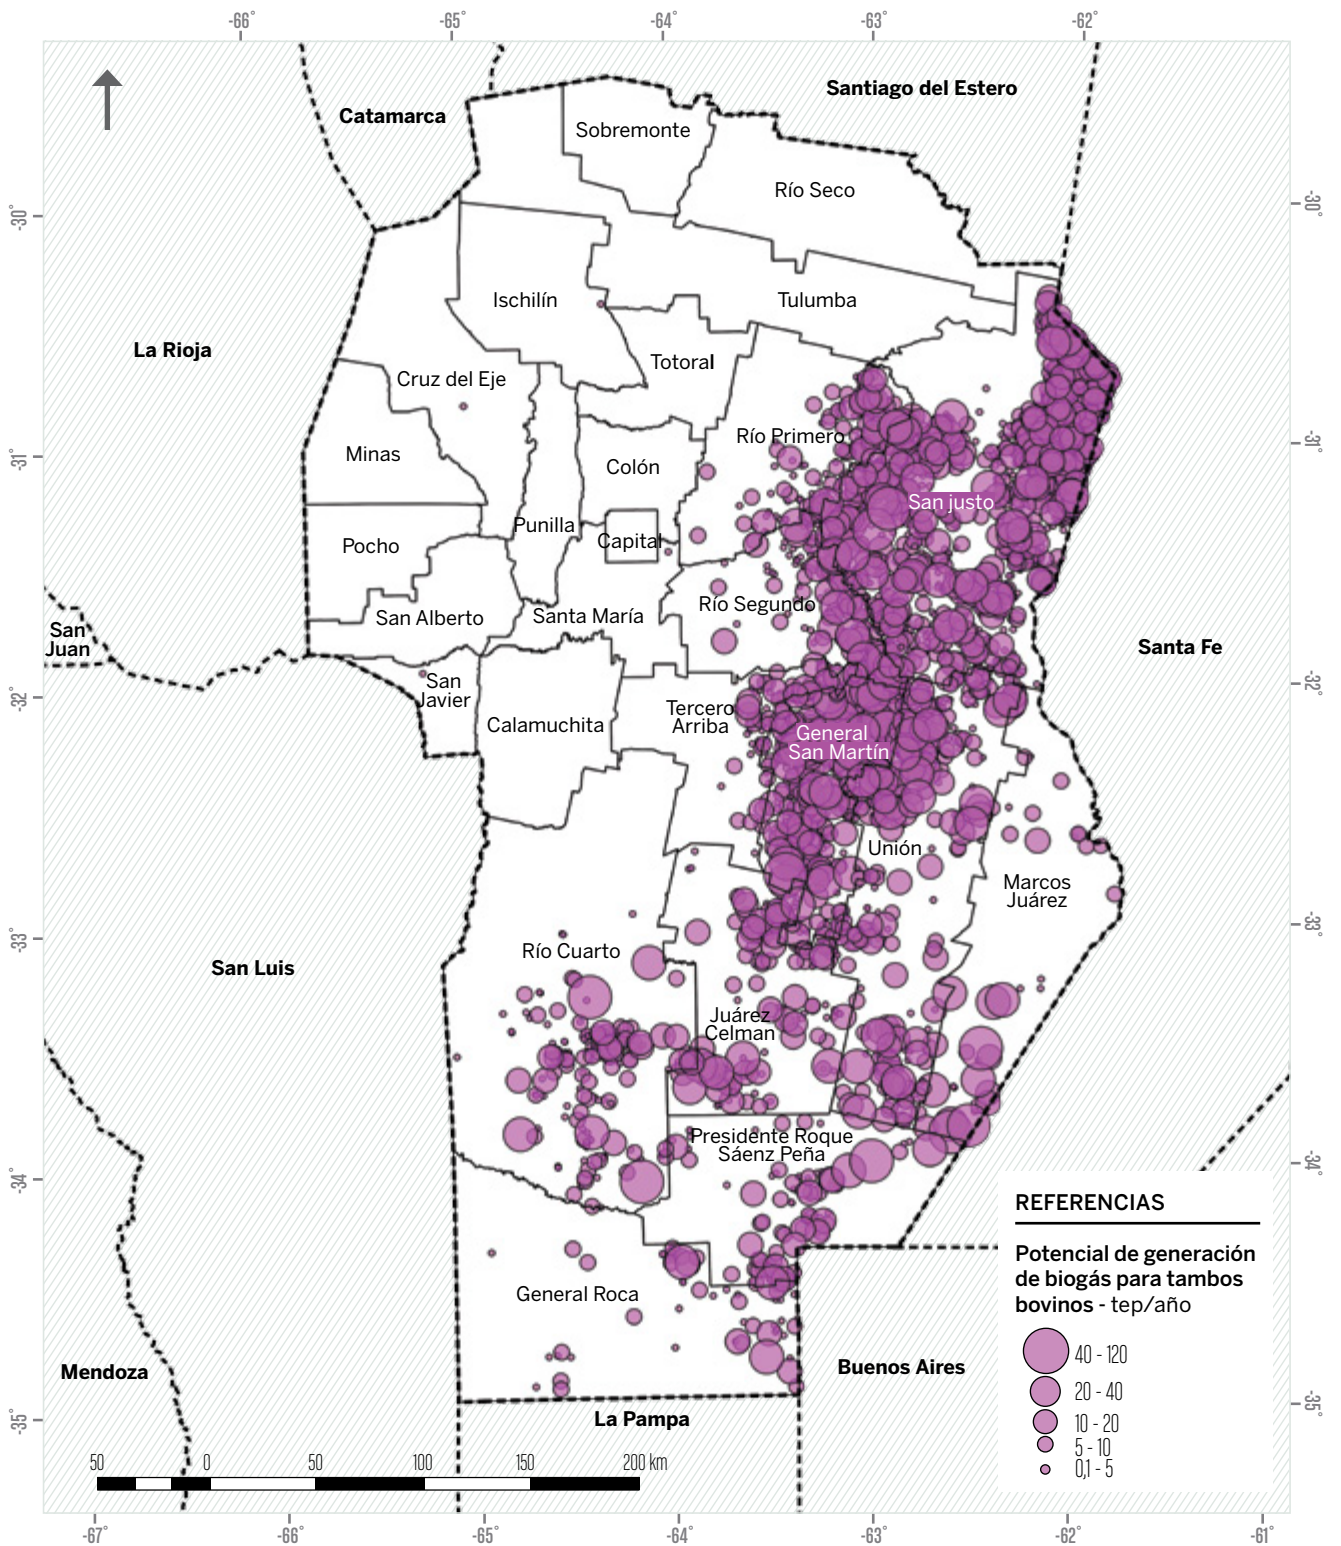 -66°
-65°
-64°
-63°
-62°
Santiago del Estero
Catamarca
Sobremonte
Río Seco
-30°
-30°
Ischilín
Tulumba
La Rioja
Totoral
Cruz del Eje
Río Primero
-31°
-31°
Minas
Colón
San justo
Punilla
Capital
Pocho
Río Segundo
San Alberto
Santa María
San
Juan
Santa Fe
San
Javier
-32°
-32°
Tercero
Arriba
Calamuchita
General
San Martín
Unión
Marcos
Juárez
-33°
-33°
Río Cuarto
San Luis
Juárez
Celman
Presidente Roque
Sáenz Peña
-34°
-34°
REFERENCIAS
Potencial de generación
de biogás para tambos
bovinos - tep/año
40 - 120
20 - 40
10 - 20
5 - 10
0,1 - 5
General Roca
Mendoza
Buenos Aires
-35°
-35°
La Pampa
50
0
50
100
150
200 km
-67°
-66°
-65°
-64°
-63°
-62°
-61°